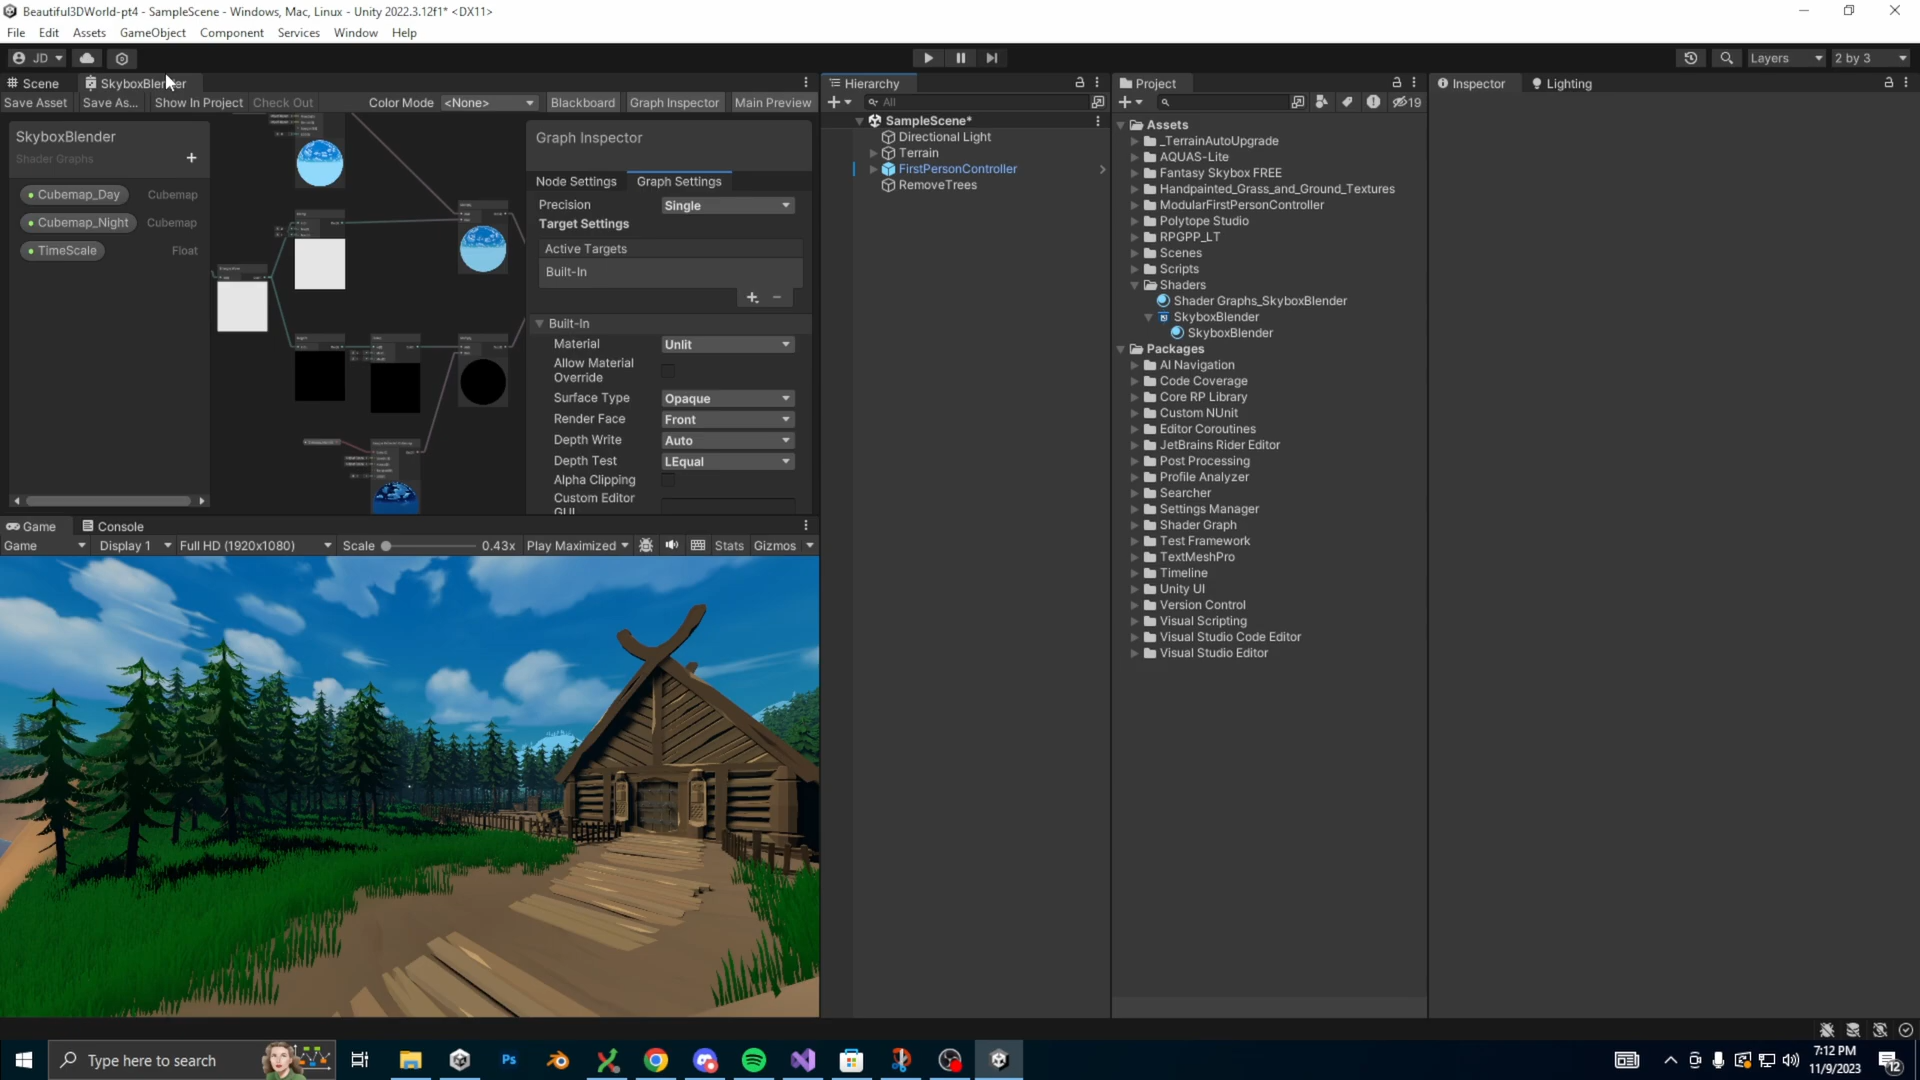 Beautiful3DWorld-pt4 - SampleScene - Windows, Mac, Linux - Unity 2022.3.12f1* <DX11>
File Edit Assets GameObject Component Services Window Help
JD Layers 2 by 3
Scene SkyboxBlender
Save Asset Save As... Show In Project Check Out Color Mode <None> Blackboard Graph Inspector Main Preview
SkyboxBlender
Shader Graphs
Cubemap_Day Cubemap
Cubemap_Night Cubemap
TimeScale Float
Graph Inspector
Node Settings Graph Settings
Precision Single
Target Settings
Active Targets
Built-In
Built-In
Material Unlit
Allow Material
Override
Surface Type Opaque
Render Face Front
Depth Write Auto
Depth Test LEqual
Alpha Clipping
Custom Editor
GUI
Game Console
Game Display 1 Full HD (1920x1080) Scale 0.43x Play Maximized Stats Gizmos
Hierarchy
All
SampleScene*
Directional Light
Terrain
FirstPersonController
RemoveTrees
Project
19
Assets
_TerrainAutoUpgrade
AQUAS-Lite
Fantasy Skybox FREE
Handpainted_Grass_and_Ground_Textures
ModularFirstPersonController
Polytope Studio
RPGPP_LT
Scenes
Scripts
Shaders
Shader Graphs_SkyboxBlender
SkyboxBlender
SkyboxBlender
Packages
AI Navigation
Code Coverage
Core RP Library
Custom NUnit
Editor Coroutines
JetBrains Rider Editor
Post Processing
Profile Analyzer
Searcher
Settings Manager
Shader Graph
Test Framework
TextMeshPro
Timeline
Unity UI
Version Control
Visual Scripting
Visual Studio Code Editor
Visual Studio Editor
Inspector Lighting
Type here to search
Ps
7:12 PM
11/9/2023
12